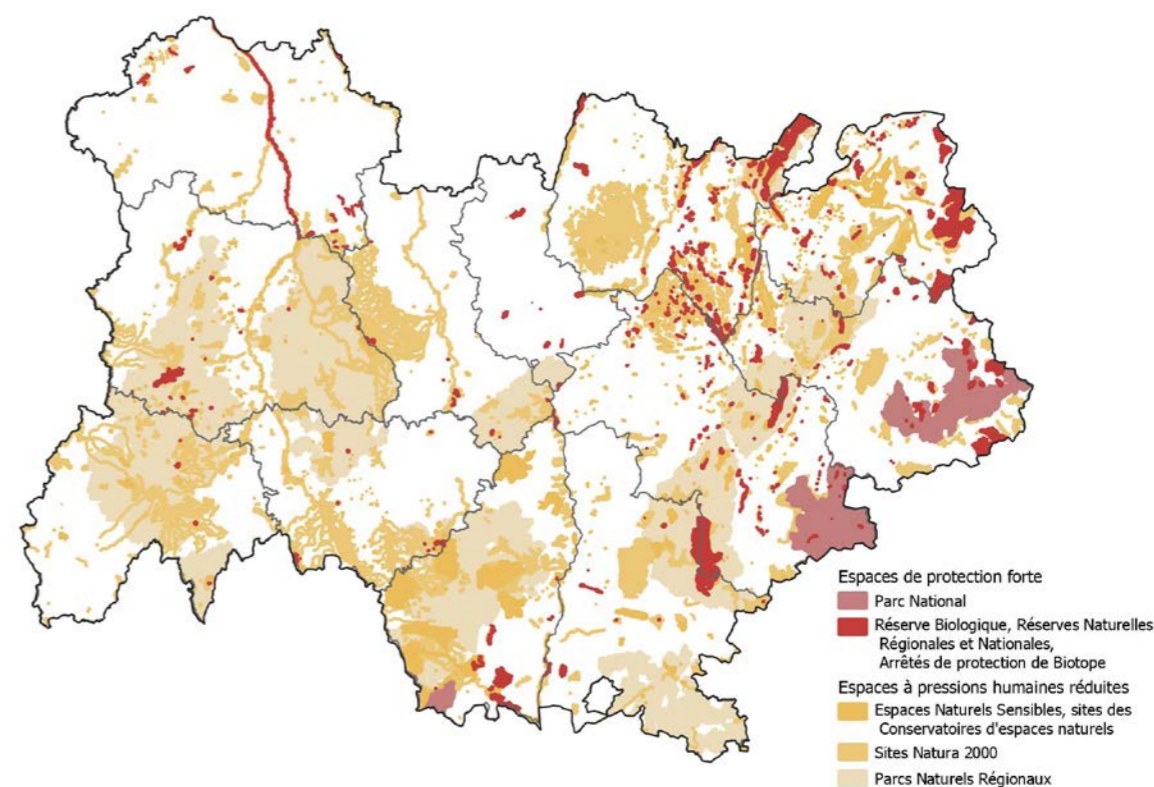 Espaces de protection forte
Parc National
Réserve Biologique, Réserves Naturelles
Régionales et Nationales,
Arrêtés de protection de Biotope
Espaces à pressions humaines réduites
Espaces Naturels Sensibles, sites des
Conservatoires d'espaces naturels
Sites Natura 2000
Parcs Naturels Régionaux